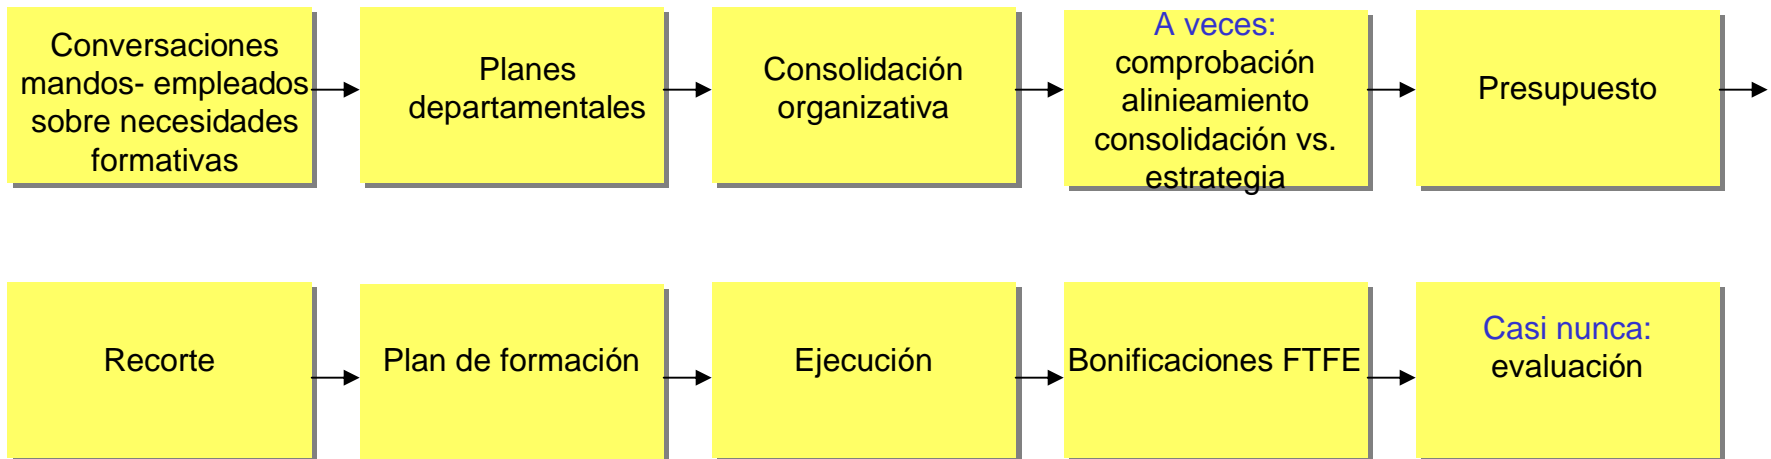 Conversaciones
mandos- empleados
sobre necesidades
formativas
Planes
departamentales
Consolidación
organizativa
A veces:
comprobación
alinieamiento
consolidación vs.
estrategia
Presupuesto
Recorte
Plan de formación
Ejecución
Bonificaciones FTFE
Casi nunca:
evaluación